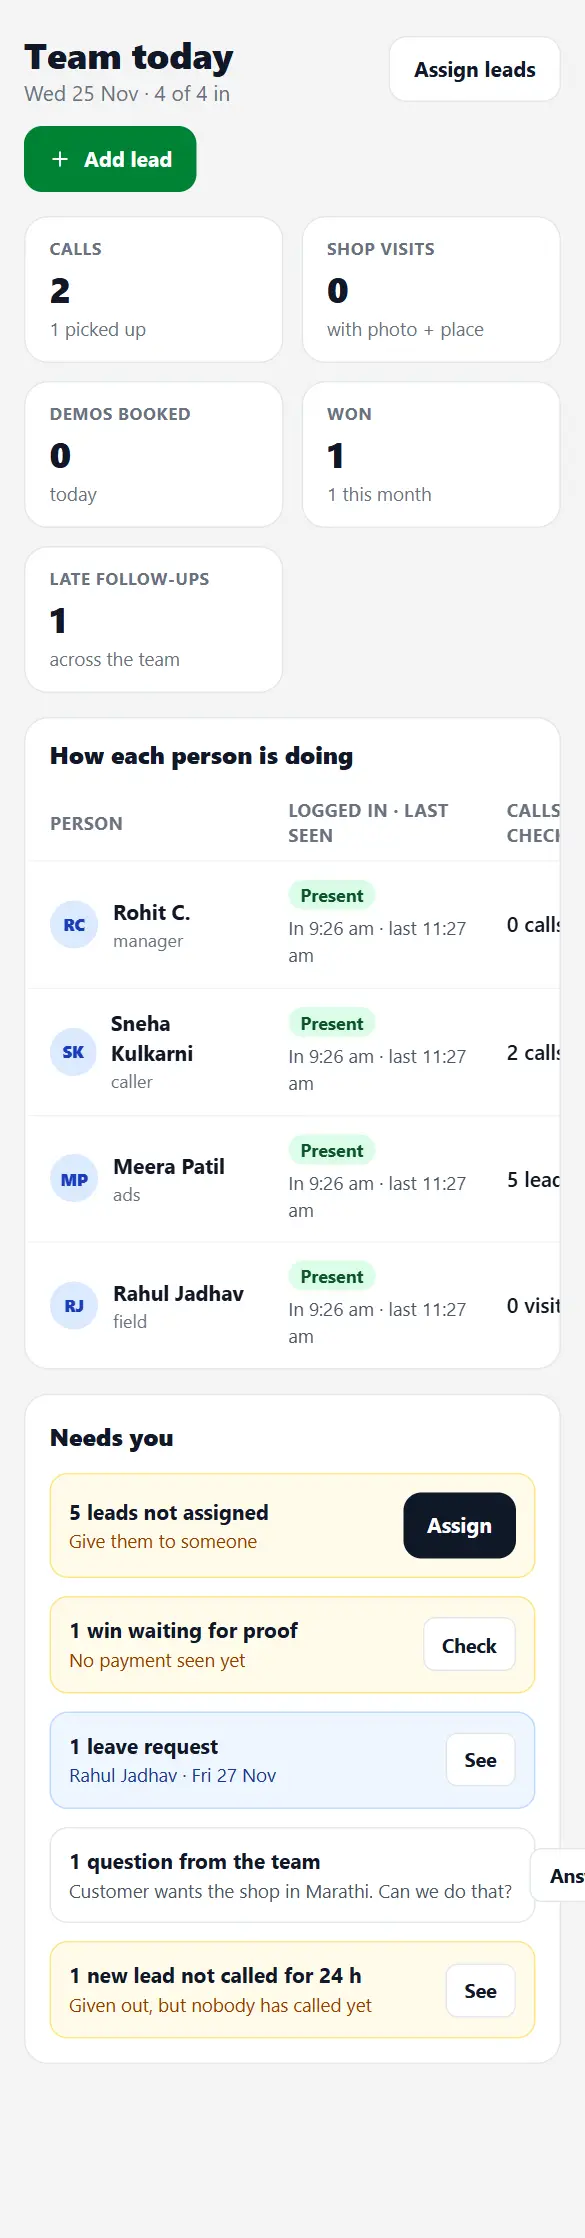 Team today
Wed 25 Nov · 4 of 4 in
Assign leads
+ Add lead
CALLS
2
1 picked up
SHOP VISITS
0
with photo + place
DEMOS BOOKED
0
today
WON
1
1 this month
LATE FOLLOW-UPS
1
across the team
How each person is doing
PERSON
LOGGED IN · LAST
SEEN
CALLS
CHECK
RC
Rohit C.
manager
Present
In 9:26 am · last 11:27
am
0 calls
SK
Sneha
Kulkarni
caller
Present
In 9:26 am · last 11:27
am
2 calls
MP
Meera Patil
ads
Present
In 9:26 am · last 11:27
am
5 lead
RJ
Rahul Jadhav
field
Present
In 9:26 am · last 11:27
am
0 visit
Needs you
5 leads not assigned
Give them to someone
Assign
1 win waiting for proof
No payment seen yet
Check
1 leave request
Rahul Jadhav · Fri 27 Nov
See
1 question from the team
Customer wants the shop in Marathi. Can we do that?
Ans
1 new lead not called for 24 h
Given out, but nobody has called yet
See